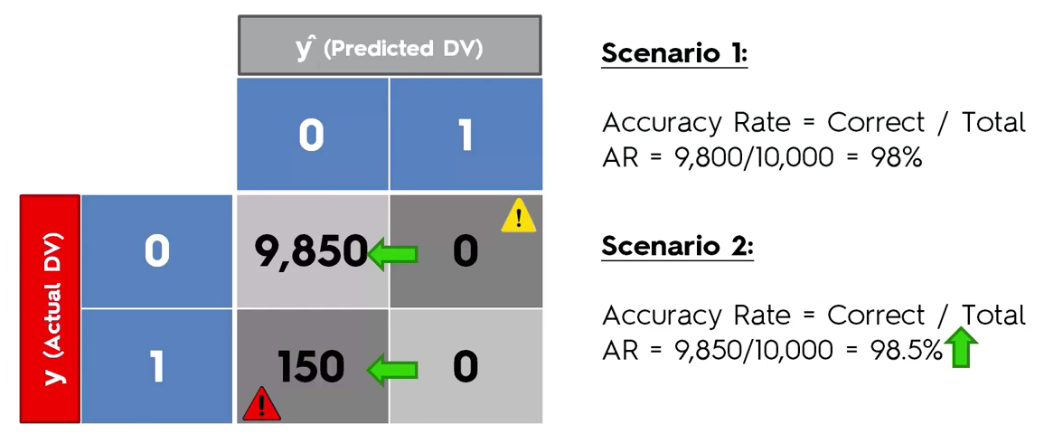 ŷ (Predicted DV)
0 1
y (Actual DV)
0 9,850 0 !
1 150 0 !
Scenario 1:
Accuracy Rate = Correct / Total
AR = 9,800/10,000 = 98%
Scenario 2:
Accuracy Rate = Correct / Total
AR = 9,850/10,000 = 98.5%